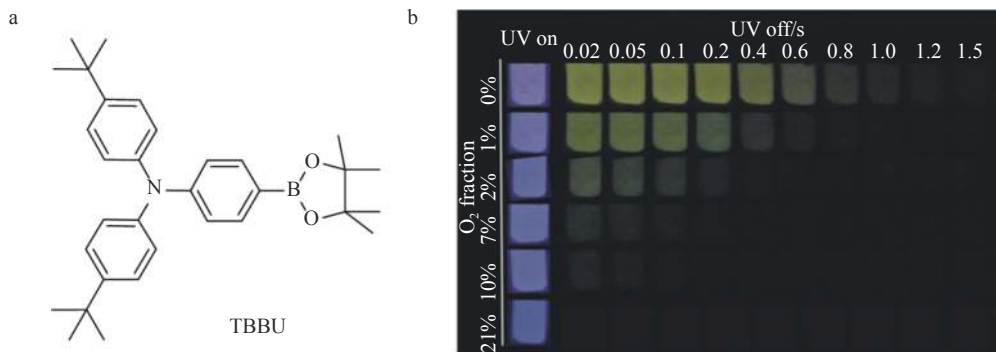 a
N
B
O
O
TBBU
b
UV off/s
UV on
0.02 0.05 0.1 0.2 0.4 0.6 0.8 1.0 1.2 1.5
O2 fraction
0%
1%
2%
7%
10%
21%